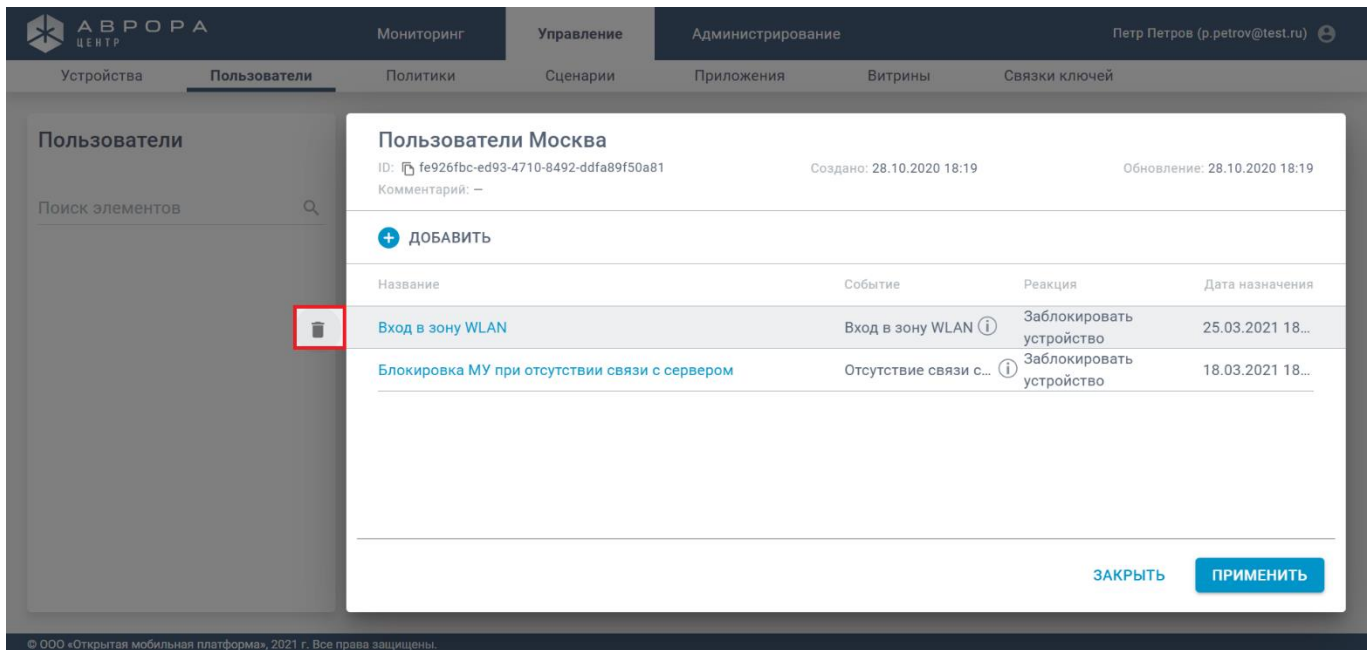 АВРОРА
ЦЕНТР
Мониторинг
Управление
Администрирование
Петр Петров (p.petrov@test.ru)
Устройства
Пользователи
Политики
Сценарии
Приложения
Витрины
Связки ключей
Пользователи
Поиск элементов
Пользователи Москва
ID: fe926fbc-ed93-4710-8492-ddfa89f50a81
Создано: 28.10.2020 18:19
Обновление: 28.10.2020 18:19
Комментарий: —
ДОБАВИТЬ
Название
Событие
Реакция
Дата назначения
Вход в зону WLAN
Вход в зону WLAN
Заблокировать
устройство
25.03.2021 18...
Блокировка МУ при отсутствии связи с сервером
Отсутствие связи с...
Заблокировать
устройство
18.03.2021 18...
ЗАКРЫТЬ
ПРИМЕНИТЬ
© ООО «Открытая мобильная платформа», 2021 г. Все права защищены.